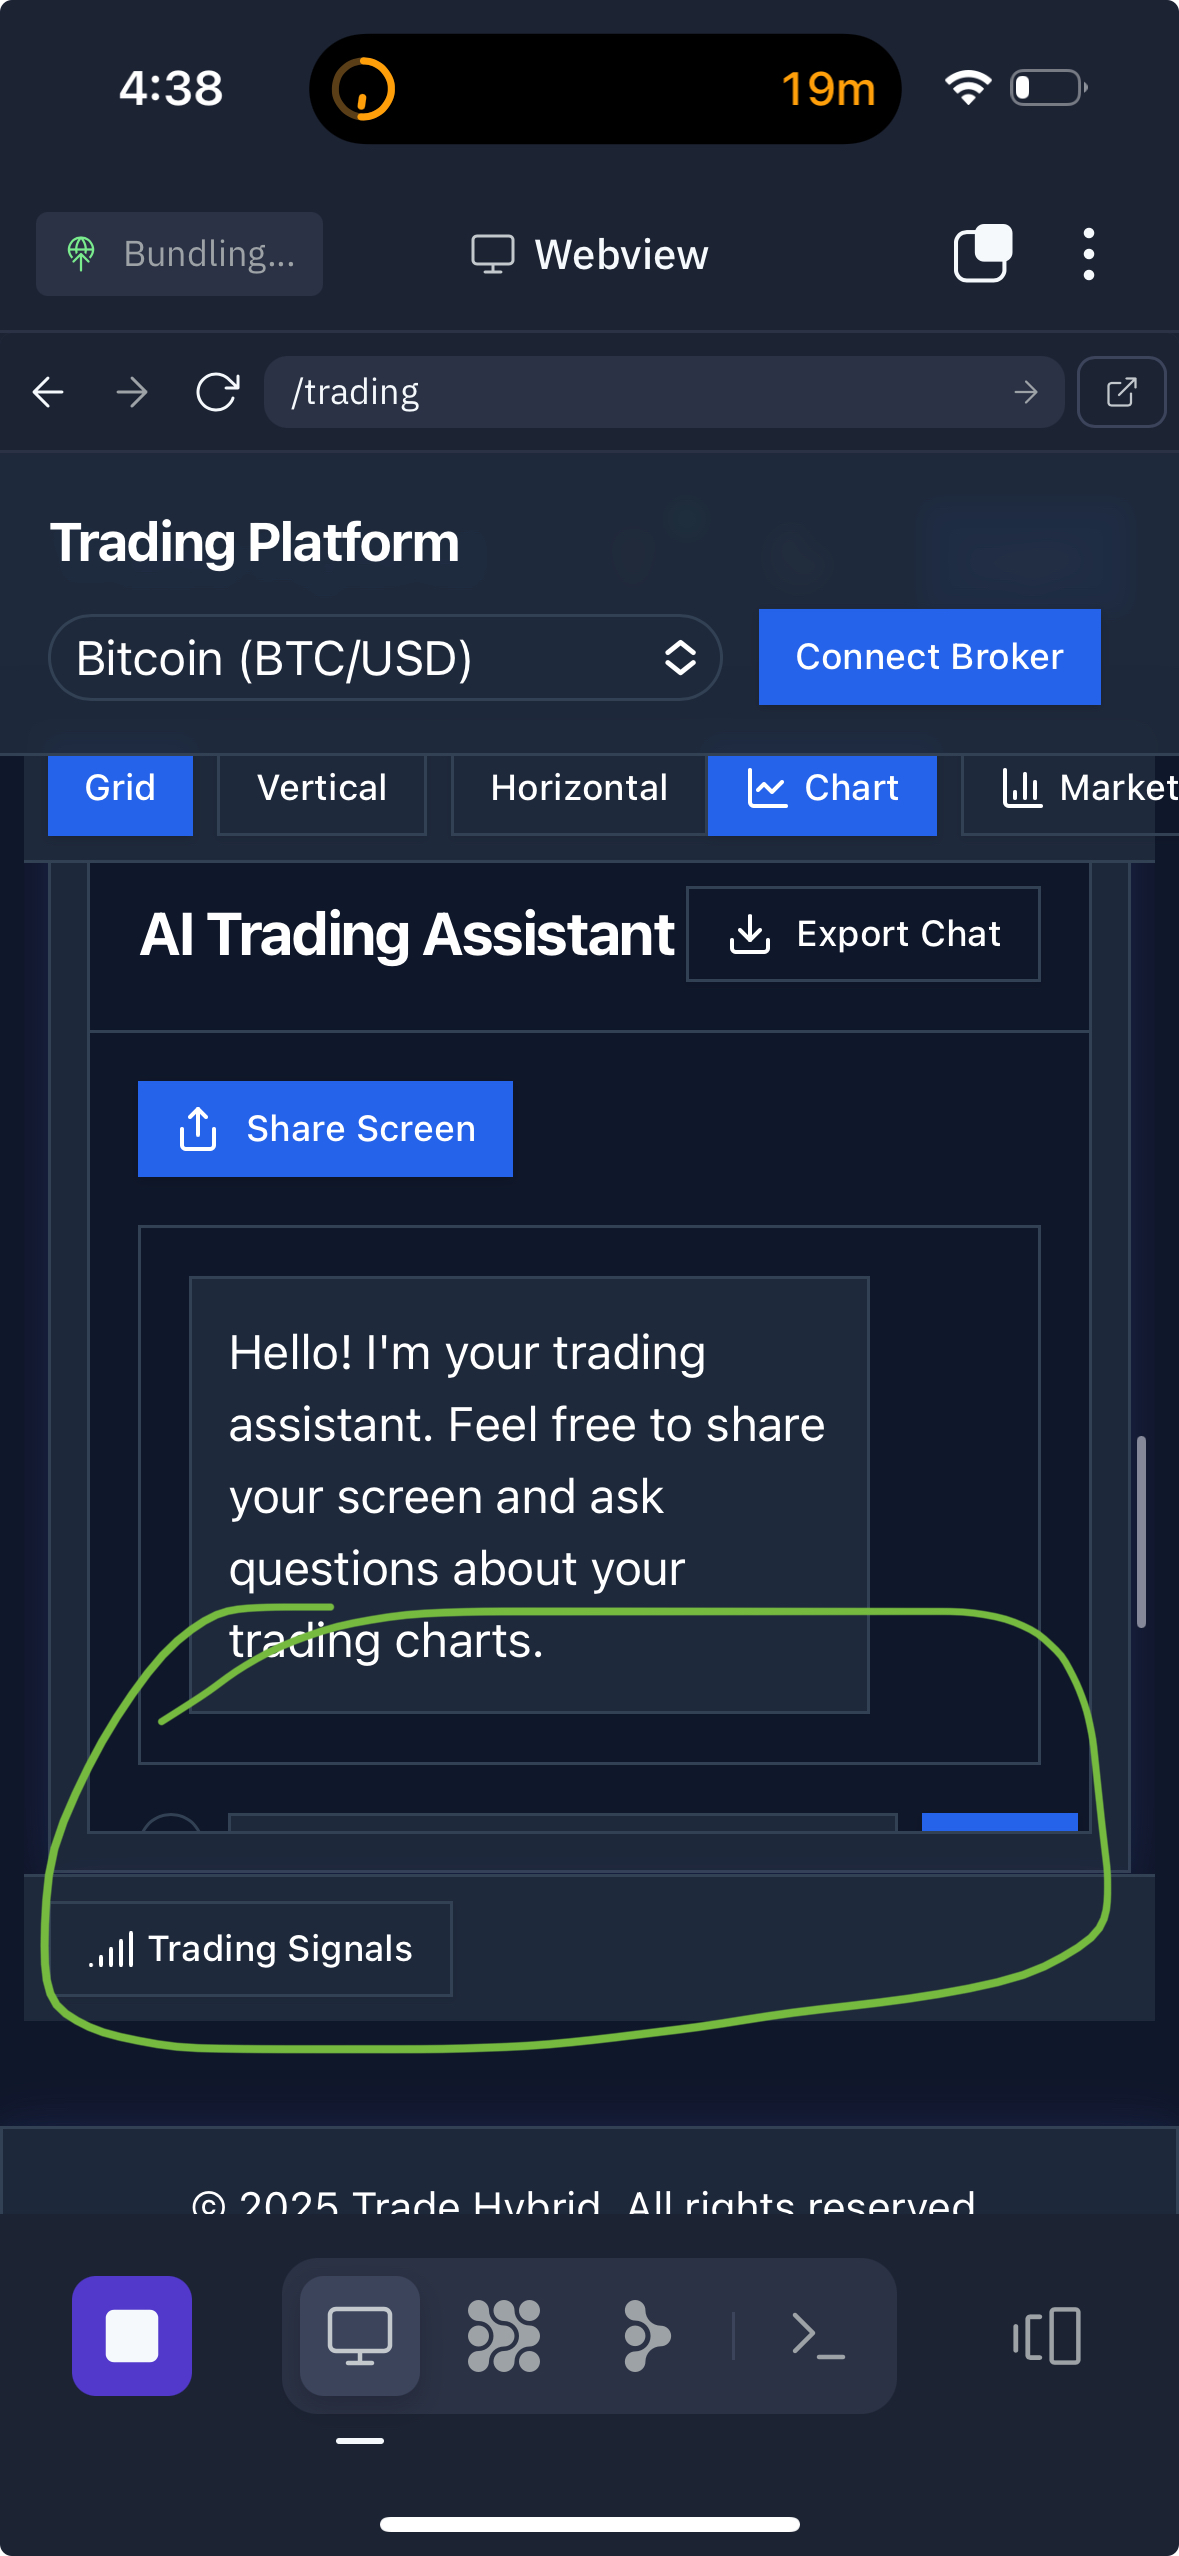 4:38
19m
Bundling...
Webview
/trading
Trading Platform
Bitcoin (BTC/USD)
Connect Broker
Grid
Vertical
Horizontal
Chart
Market
AI Trading Assistant
Export Chat
Share Screen
Hello! I'm your trading
assistant. Feel free to share
your screen and ask
questions about your
trading charts.
Trading Signals
© 2025 Trade Hybrid. All rights reserved